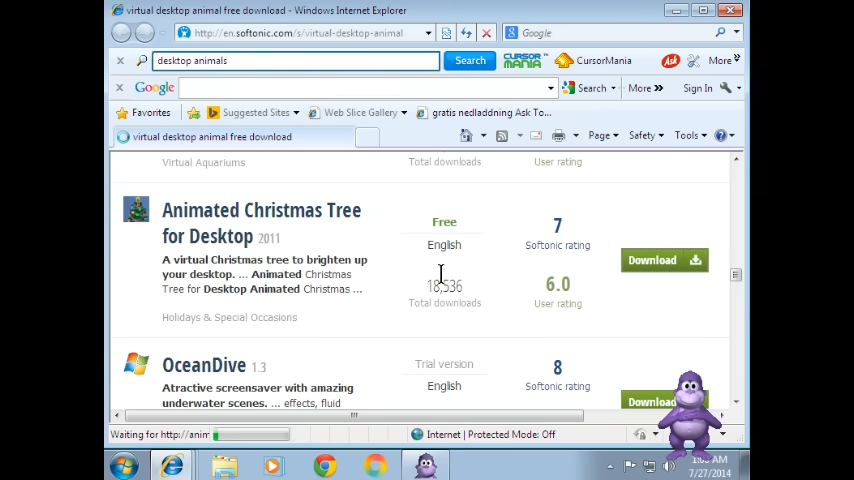 virtual desktop animal free download - Windows Internet Explorer
http://en.softonic.com/s/virtual-desktop-animal
Google
desktop animals
Search
CURSOR MANIA
CursorMania
Ask
More
Google
Search
More »
Sign In
Favorites
Suggested Sites
Web Slice Gallery
gratis nedladdning Ask To...
virtual desktop animal free download
Page
Safety
Tools
Virtual Aquariums
Total downloads
User rating
Animated Christmas Tree
for Desktop 2011
A virtual Christmas tree to brighten up
your desktop. ... Animated Christmas
Tree for Desktop Animated Christmas ...
Holidays & Special Occasions
Free
English
18,536
Total downloads
7
Softonic rating
6.0
User rating
Download
OceanDive 1.3
Atractive screensaver with amazing
underwater scenes. ... effects, fluid
Trial version
English
8
Softonic rating
Download
Waiting for http://anim
Internet | Protected Mode: Off
7/27/2014